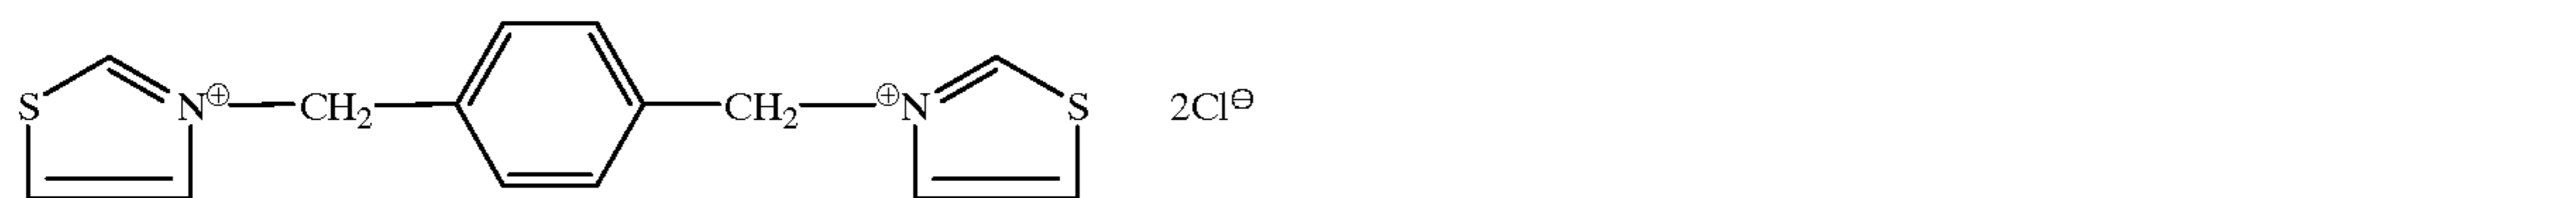 S N⊕ CH2 CH2 ⊕N S 2Cl⊖